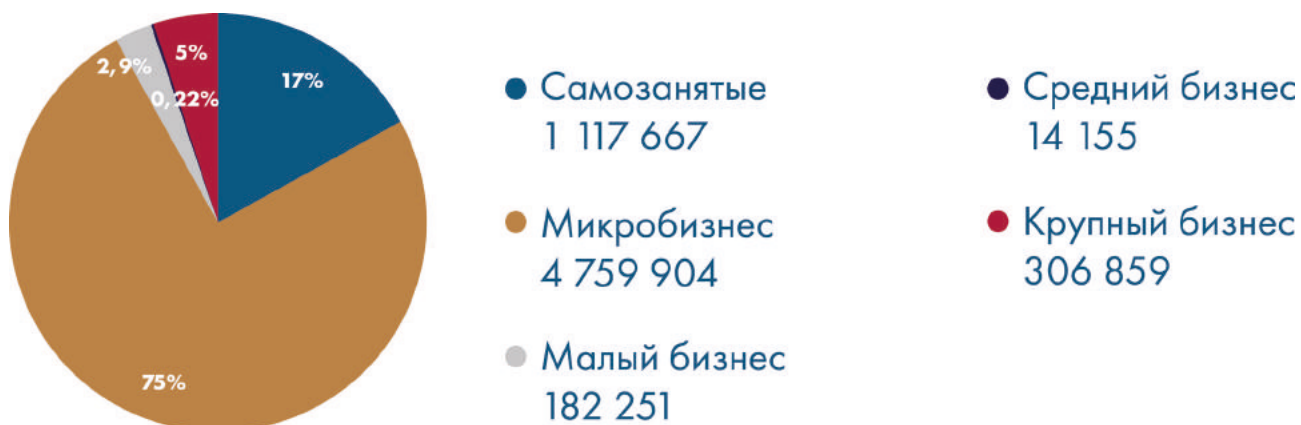 5%
17%
2,9%
0,22%
75%
Самозанятые
1 117 667
Микробизнес
4 759 904
Малый бизнес
182 251
Средний бизнес
14 155
Крупный бизнес
306 859